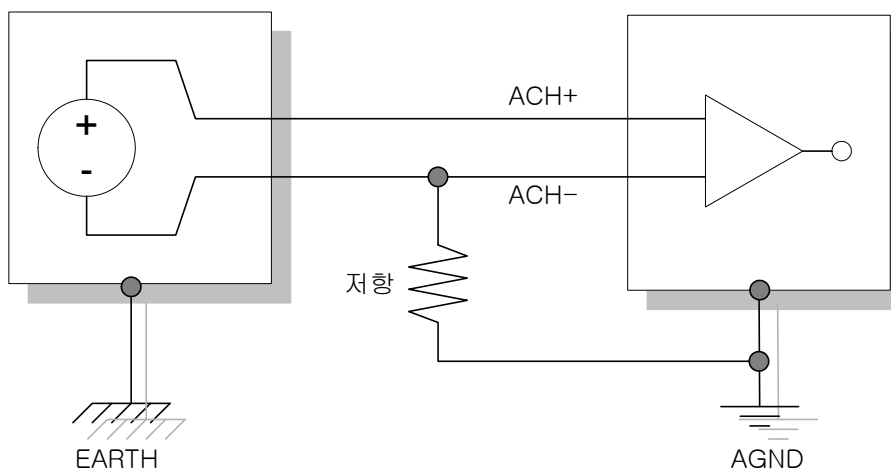 ACH+
+
-
ACH-
저항
EARTH
AGND